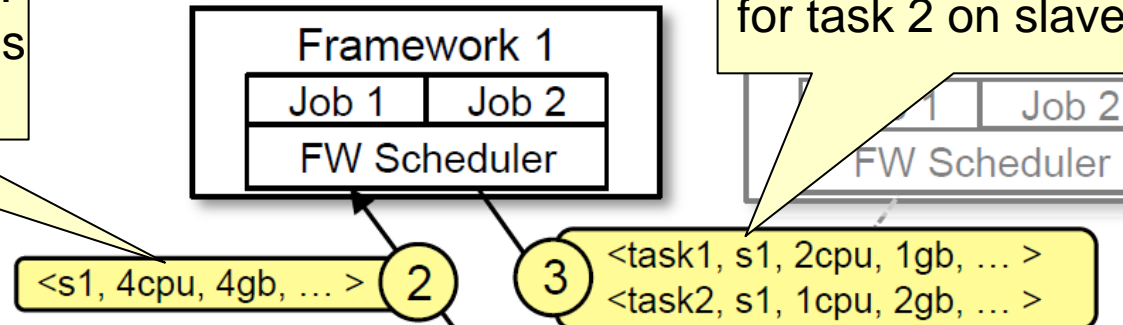 s
for task 2 on slave
Framework 1
Job 1 Job 2
FW Scheduler
1 Job 2
FW Scheduler
<s1, 4cpu, 4gb, … >
2
3
<task1, s1, 2cpu, 1gb, … >
<task2, s1, 1cpu, 2gb, … >